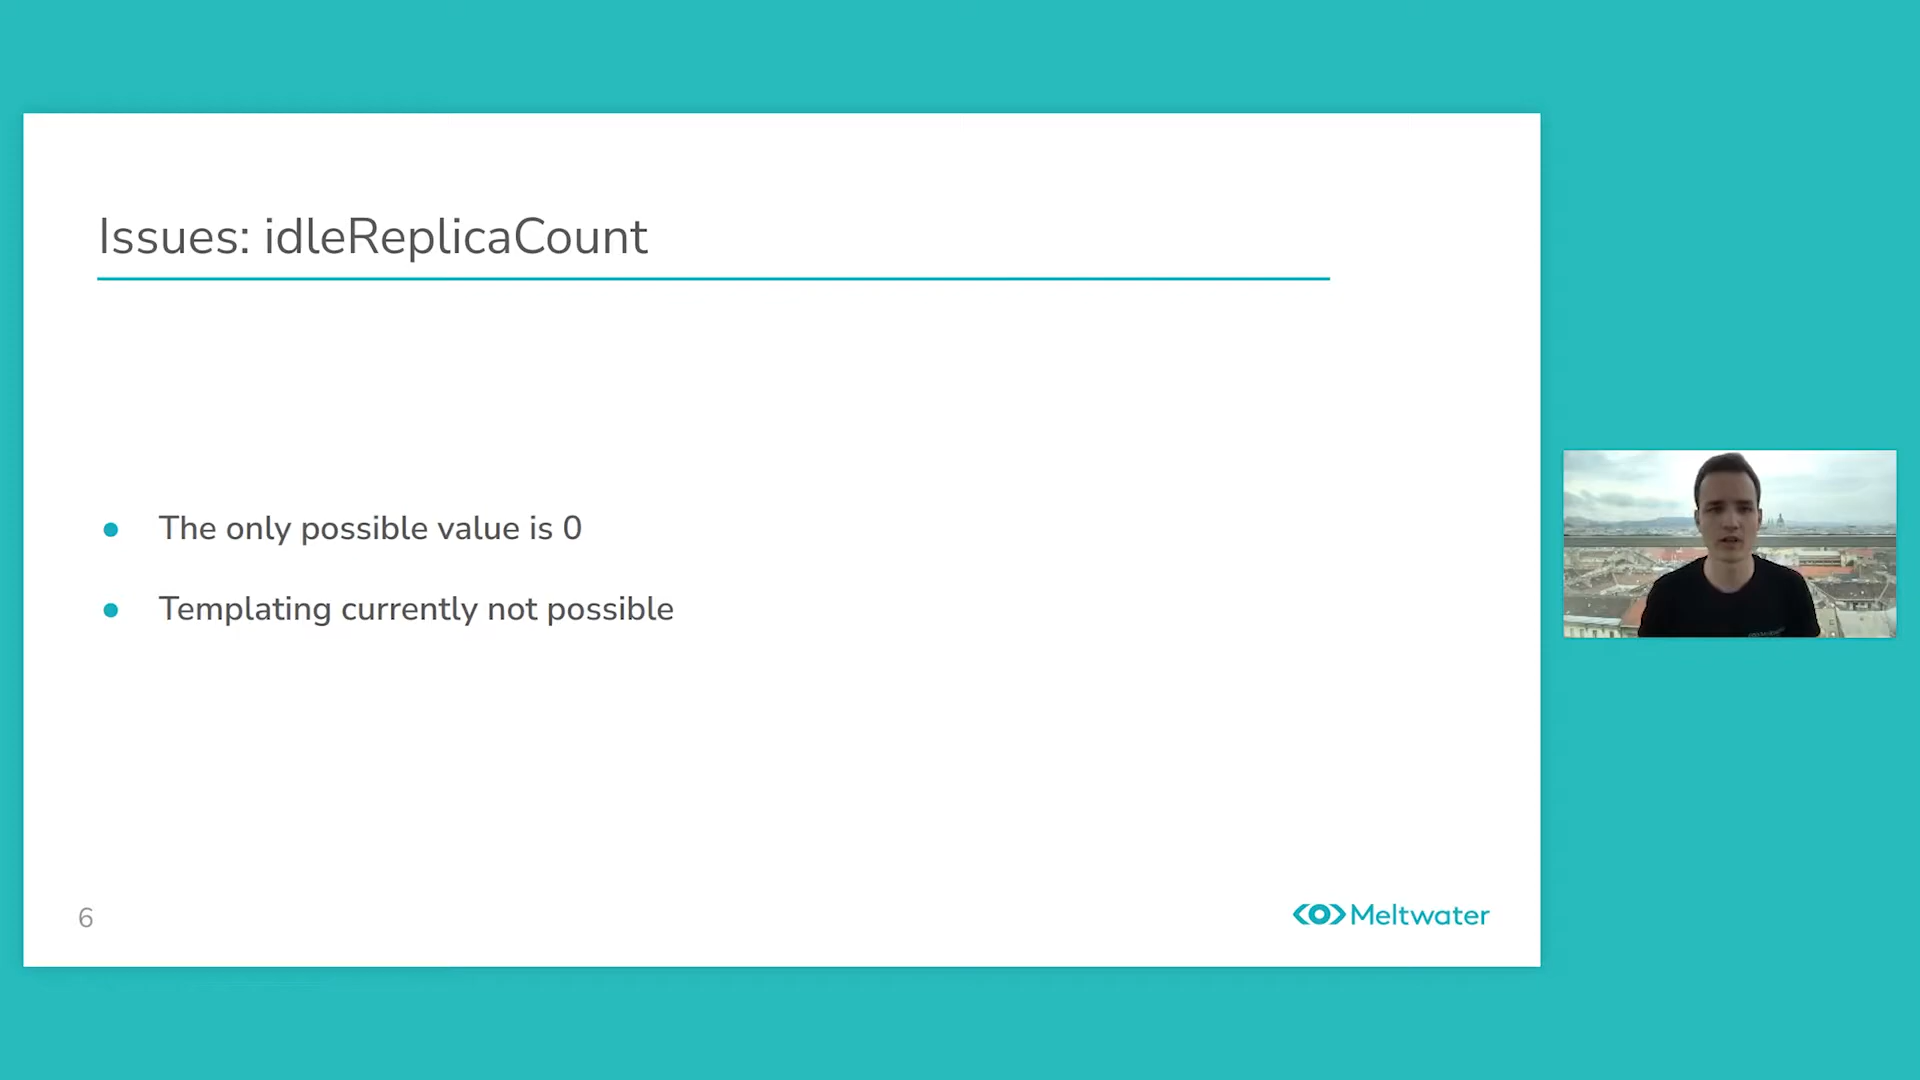 Issues: idleReplicaCount
The only possible value is 0
Templating currently not possible
6
Meltwater